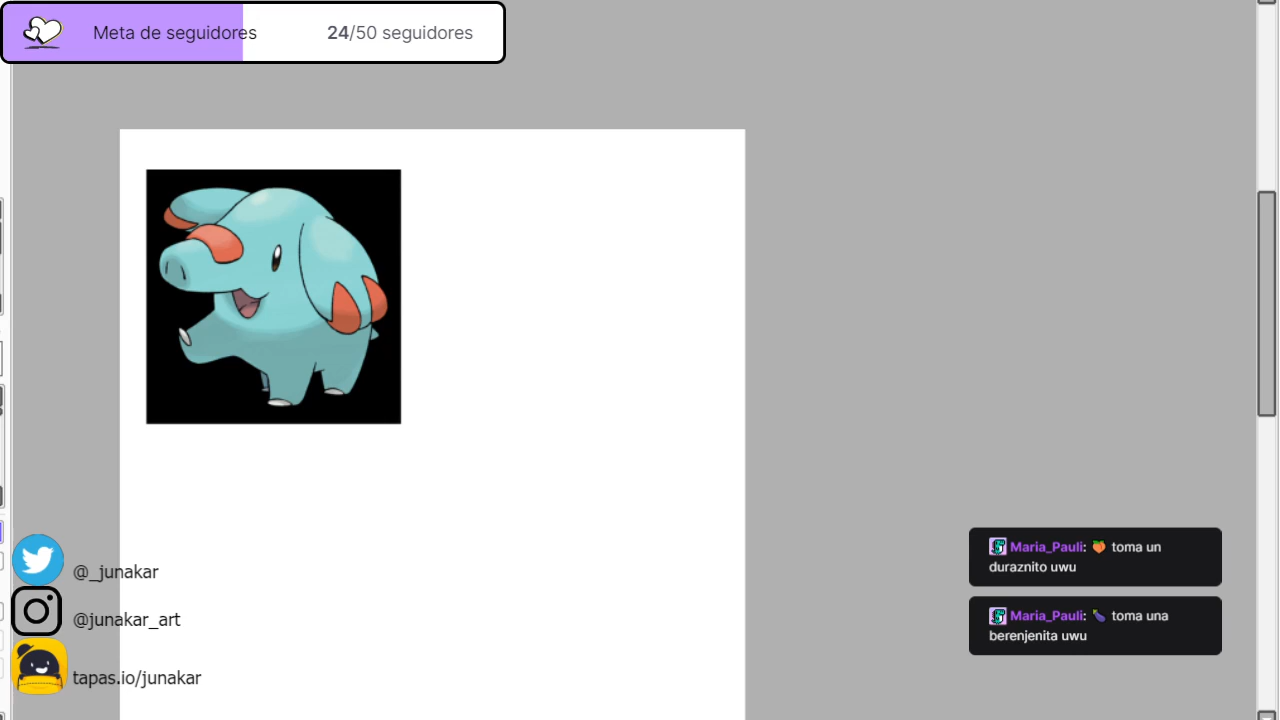 Meta de seguidores 24/50 seguidores
@_junakar
@junakar_art
tapas.io/junakar
Maria_Pauli: 🍑 toma un
duraznito uwu
Maria_Pauli: 🍆 toma una
berenjenita uwu